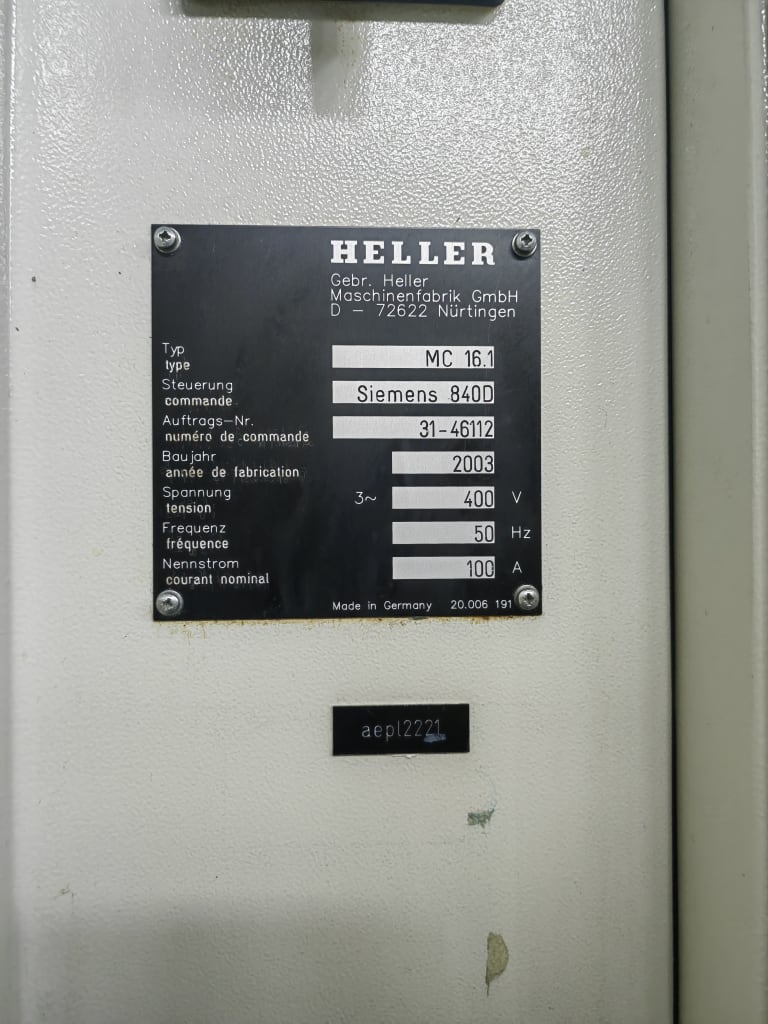 HELLER
Gebr. Heller
Maschinenfabrik GmbH
D – 72622 Nürtingen
Typ
type MC 16.1
Steuerung
commande Siemens 840D
Auftrags-Nr.
numéro de commande 31-46112
Baujahr
année de fabrication 2003
Spannung
tension 3~ 400 V
Frequenz
fréquence 50 Hz
Nennstrom
courant nominal 100 A
Made in Germany 20.006 191
aepl2221